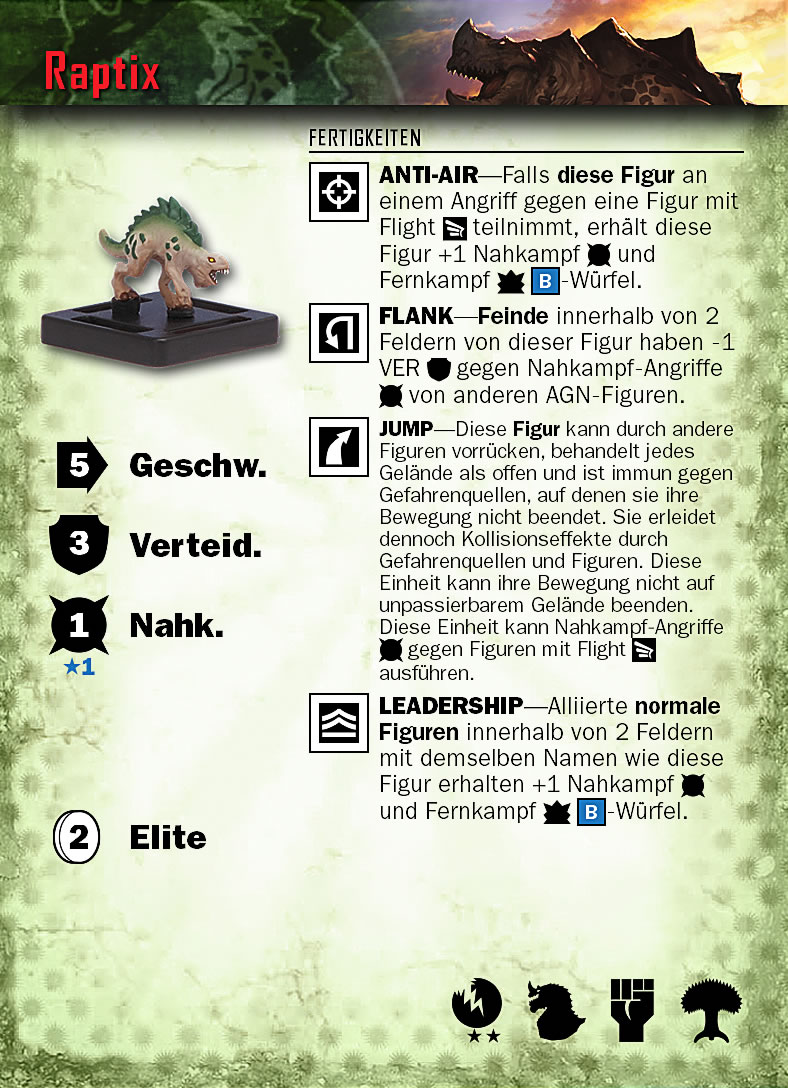 Raptix
FERTIGKEITEN
ANTI-AIR—Falls diese Figur an
einem Angriff gegen eine Figur mit
Flight teilnimmt, erhält diese
Figur +1 Nahkampf und
Fernkampf B-Würfel.
FLANK—Feinde innerhalb von 2
Feldern von dieser Figur haben -1
VER gegen Nahkampf-Angriffe
von anderen AGN-Figuren.
JUMP—Diese Figur kann durch andere
Figuren vorrücken, behandelt jedes
Gelände als offen und ist immun gegen
Gefahrenquellen, auf denen sie ihre
Bewegung nicht beendet. Sie erleidet
dennoch Kollisionseffekte durch
Gefahrenquellen und Figuren. Diese
Einheit kann ihre Bewegung nicht auf
unpassierbarem Gelände beenden.
Diese Einheit kann Nahkampf-Angriffe
gegen Figuren mit Flight
ausführen.
LEADERSHIP—Alliierte normale
Figuren innerhalb von 2 Feldern
mit demselben Namen wie diese
Figur erhalten +1 Nahkampf
und Fernkampf B-Würfel.
5 Geschw.
3 Verteid.
1 Nahk.
★1
2 Elite